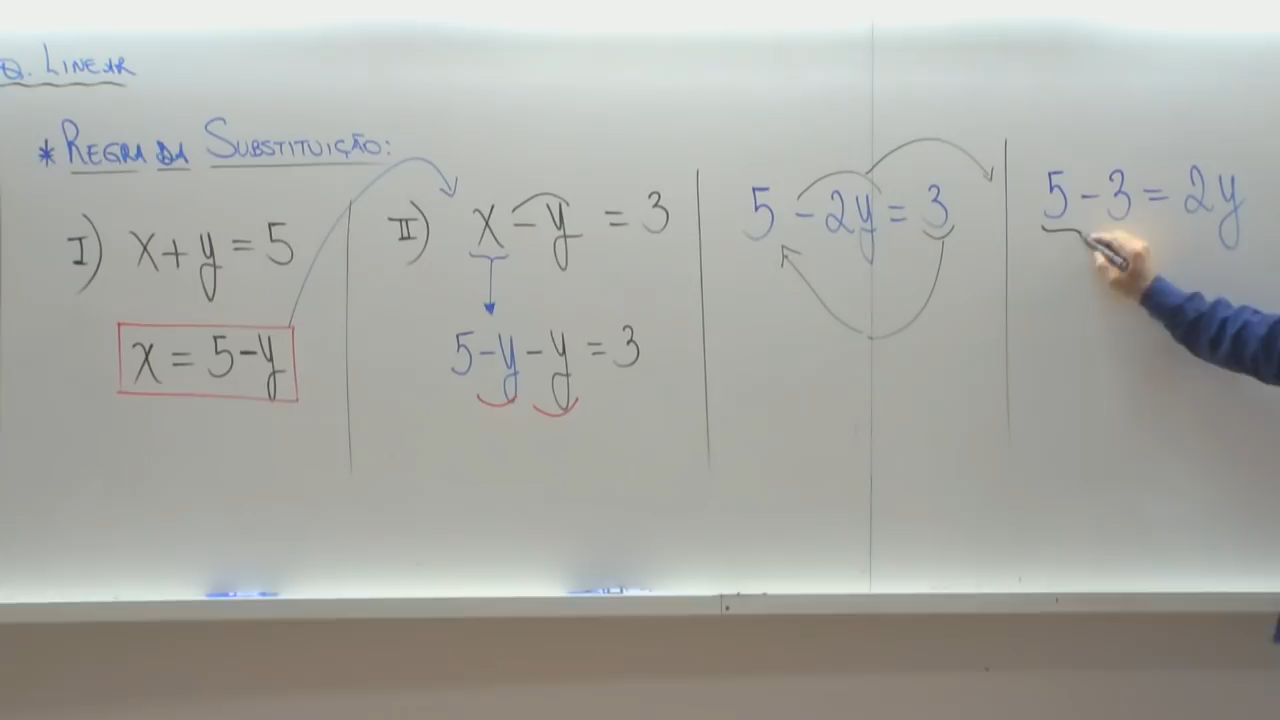 Q. LINEAR
* REGRA DA SUBSTITUIÇÃO:
I) x+y=5
x=5-y
II) x-y=3
5-y-y=3
5-2y=3
5-3=2y